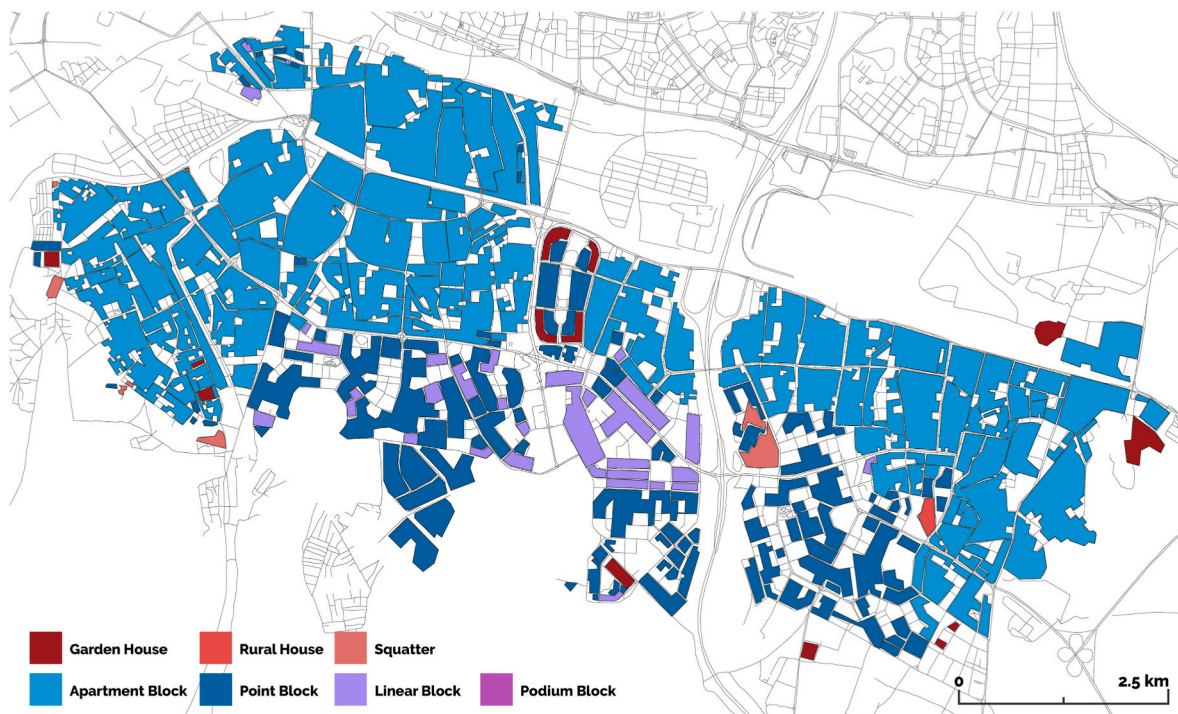 Garden House Rural House Squatter
Apartment Block Point Block Linear Block Podium Block
0 2.5 km